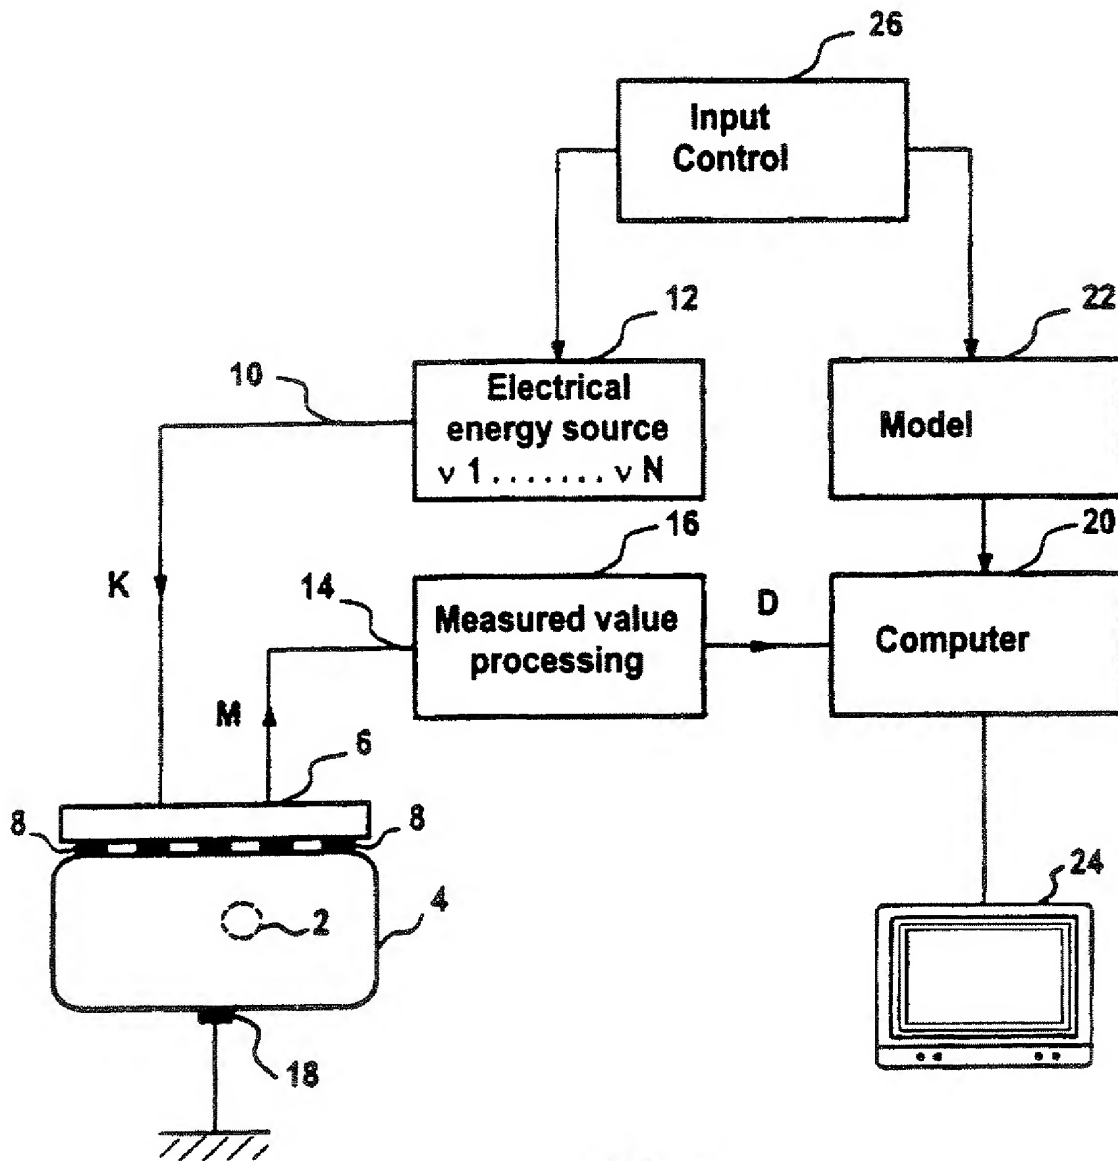 26
Input
Control
12
22
10
Electrical
energy source
ν 1 . . . . . . . ν N
Model
16
20
K
14
D
Measured value
processing
Computer
M
6
8
8
24
4
2
18